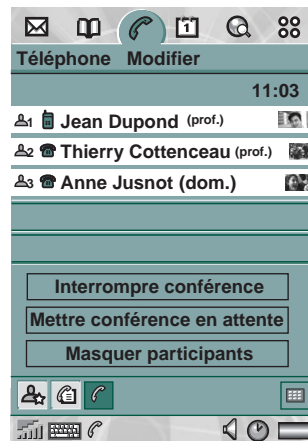 1
Téléphone Modifier
11:03
1 Jean Dupond (prof.)
2 Thierry Cottenceau (prof.)
3 Anne Jusnot (dom.)
Interrompre conférence
Mettre conférence en attente
Masquer participants